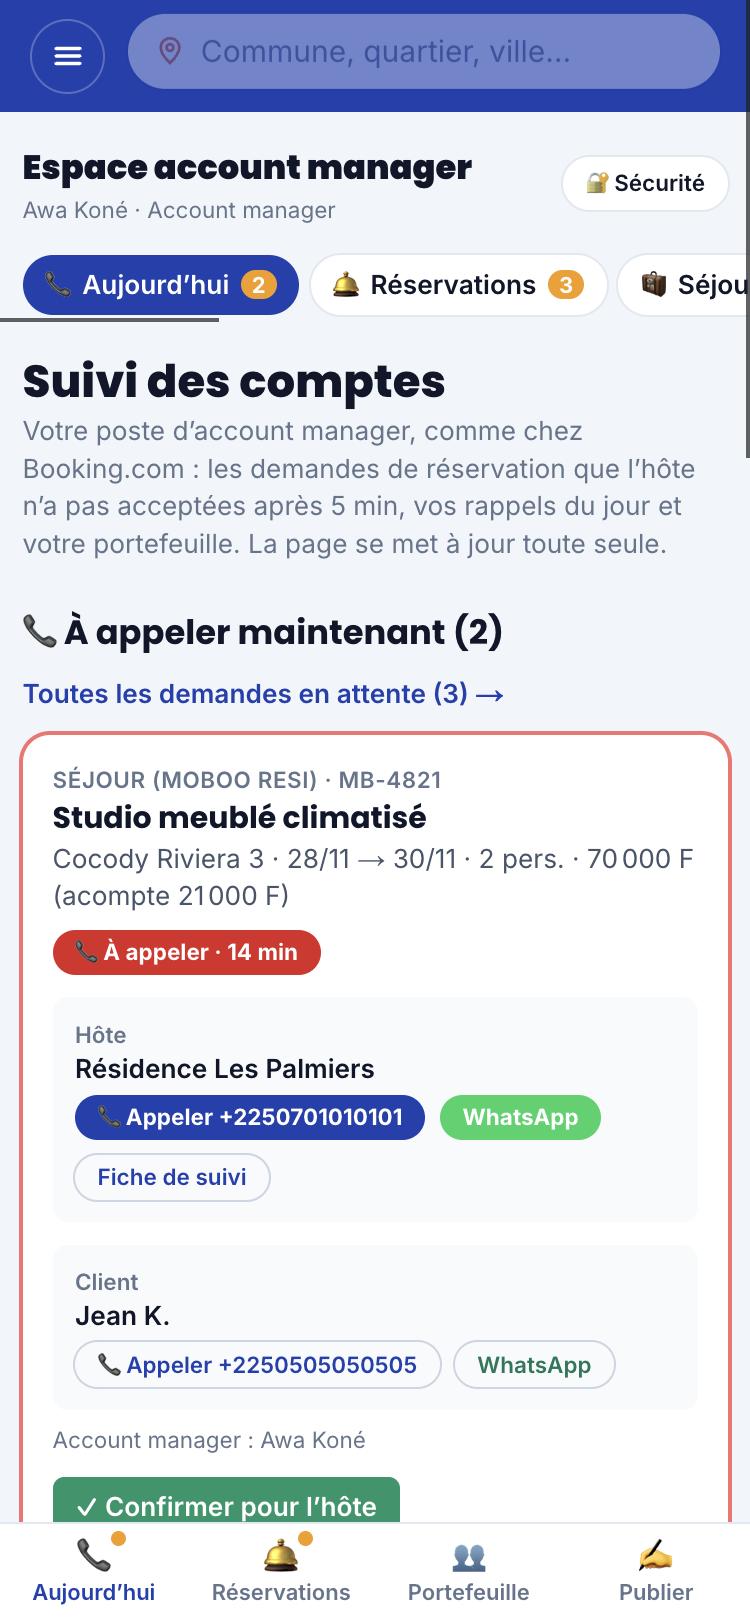 Commune, quartier, ville...
Espace account manager
Awa Koné · Account manager
Sécurité
Aujourd’hui 2
Réservations 3
Séjou
Suivi des comptes
Votre poste d’account manager, comme chez
Booking.com : les demandes de réservation que l’hôte
n’a pas acceptées après 5 min, vos rappels du jour et
votre portefeuille. La page se met à jour toute seule.
À appeler maintenant (2)
Toutes les demandes en attente (3) →
SÉJOUR (MOBOO RESI) · MB-4821
Studio meublé climatisé
Cocody Riviera 3 · 28/11 → 30/11 · 2 pers. · 70 000 F
(acompte 21 000 F)
À appeler · 14 min
Hôte
Résidence Les Palmiers
Appeler +2250701010101
WhatsApp
Fiche de suivi
Client
Jean K.
Appeler +2250505050505
WhatsApp
Account manager : Awa Koné
✓ Confirmer pour l’hôte
Aujourd’hui
Réservations
Portefeuille
Publier